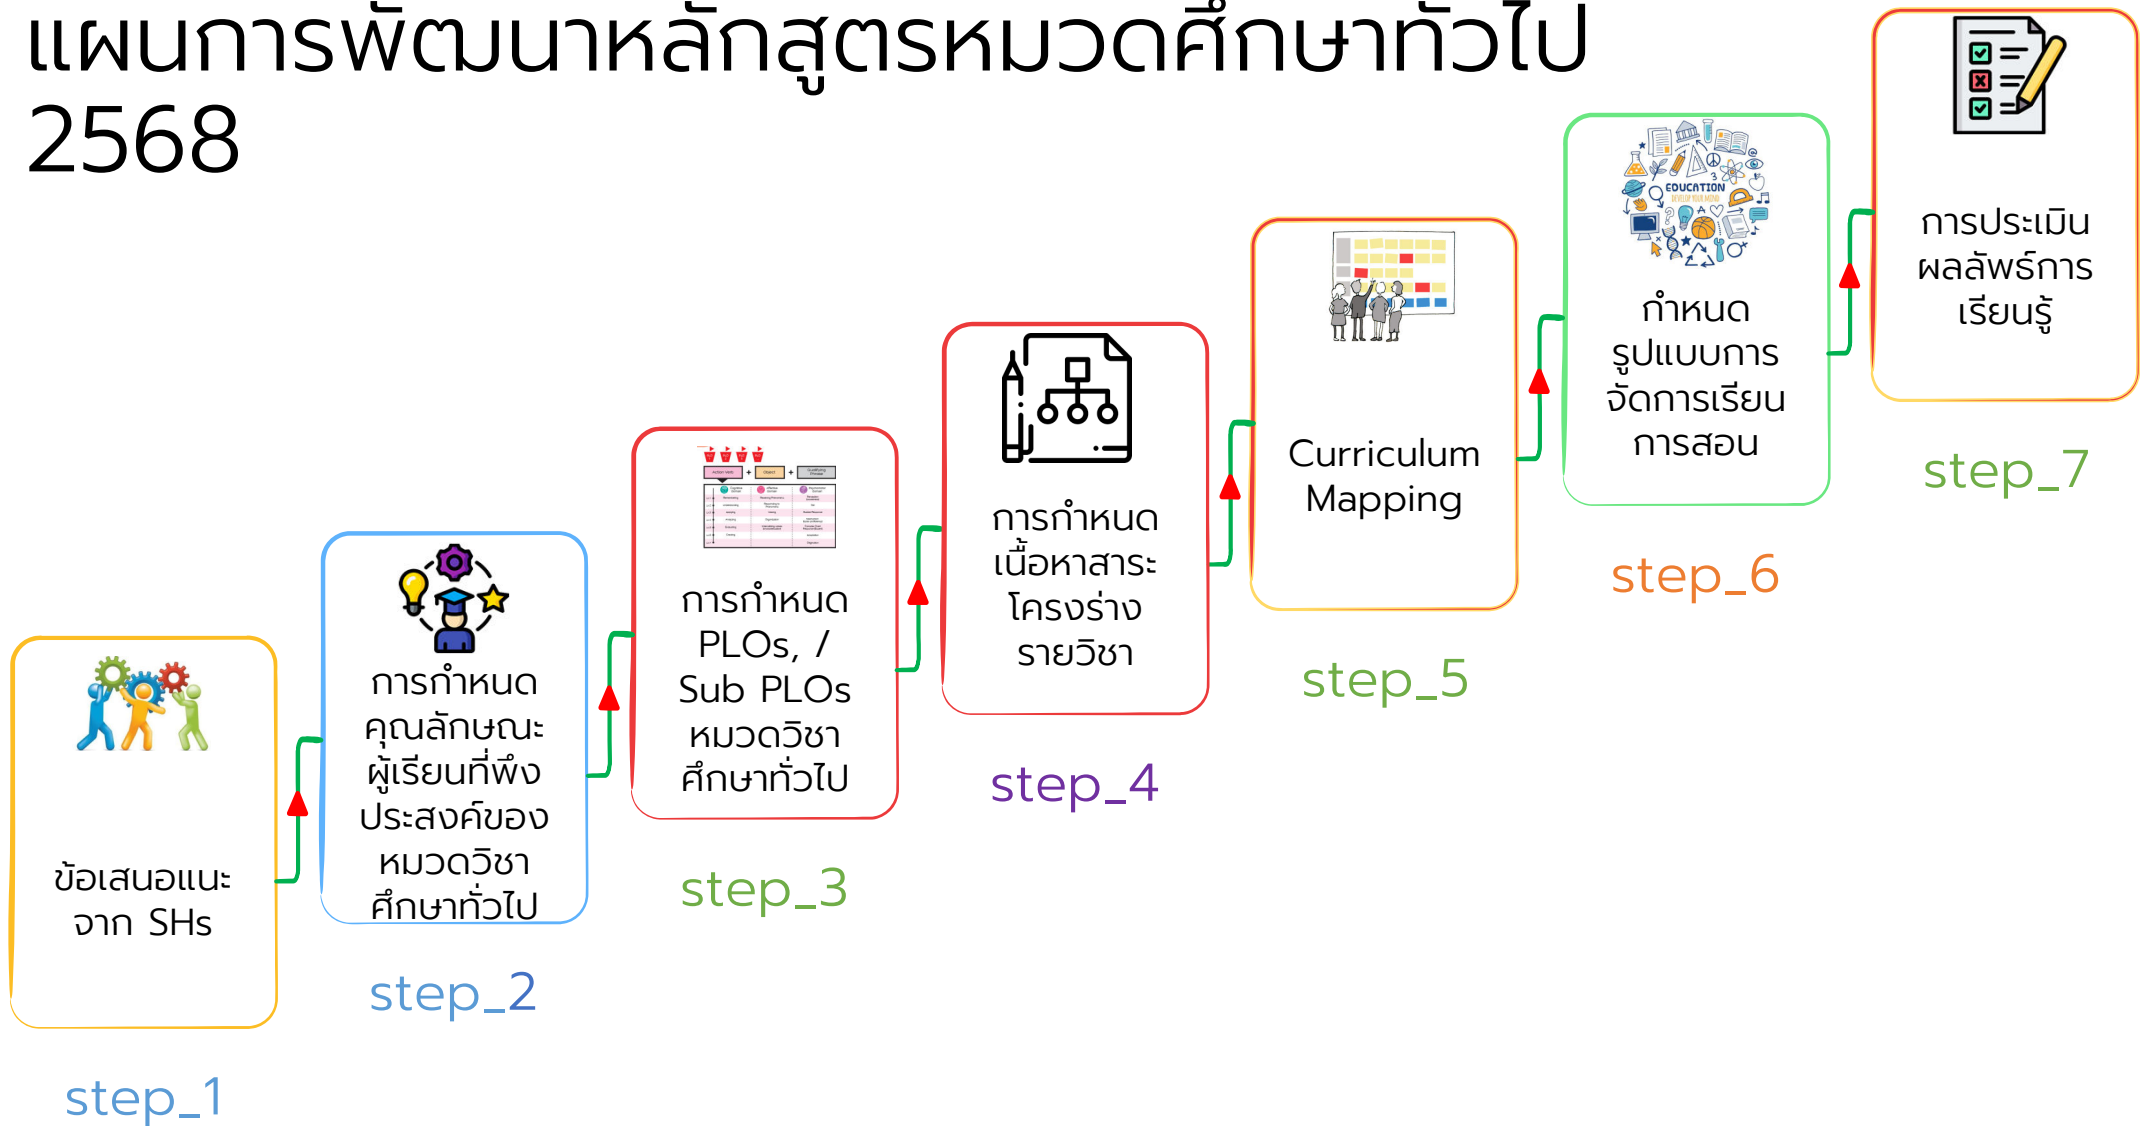 แผนการพัฒนาหลักสูตรหมวดศึกษาทั่วไป
2568
ข้อเสนอแนะ
จาก SHs
step_1
การกำหนด
คุณลักษณะ
ผู้เรียนที่พึง
ประสงค์ของ
หมวดวิชา
ศึกษาทั่วไป
step_2
Action Verb + Object + Qualifying
Phrase
การกำหนด
PLOs, /
Sub PLOs
หมวดวิชา
ศึกษาทั่วไป
step_3
การกำหนด
เนื้อหาสาระ
โครงร่าง
รายวิชา
step_4
Curriculum
Mapping
step_5
EDUCATION
DEVELOP YOUR MIND
กำหนด
รูปแบบการ
จัดการเรียน
การสอน
step_6
การประเมิน
ผลลัพธ์การ
เรียนรู้
step_7